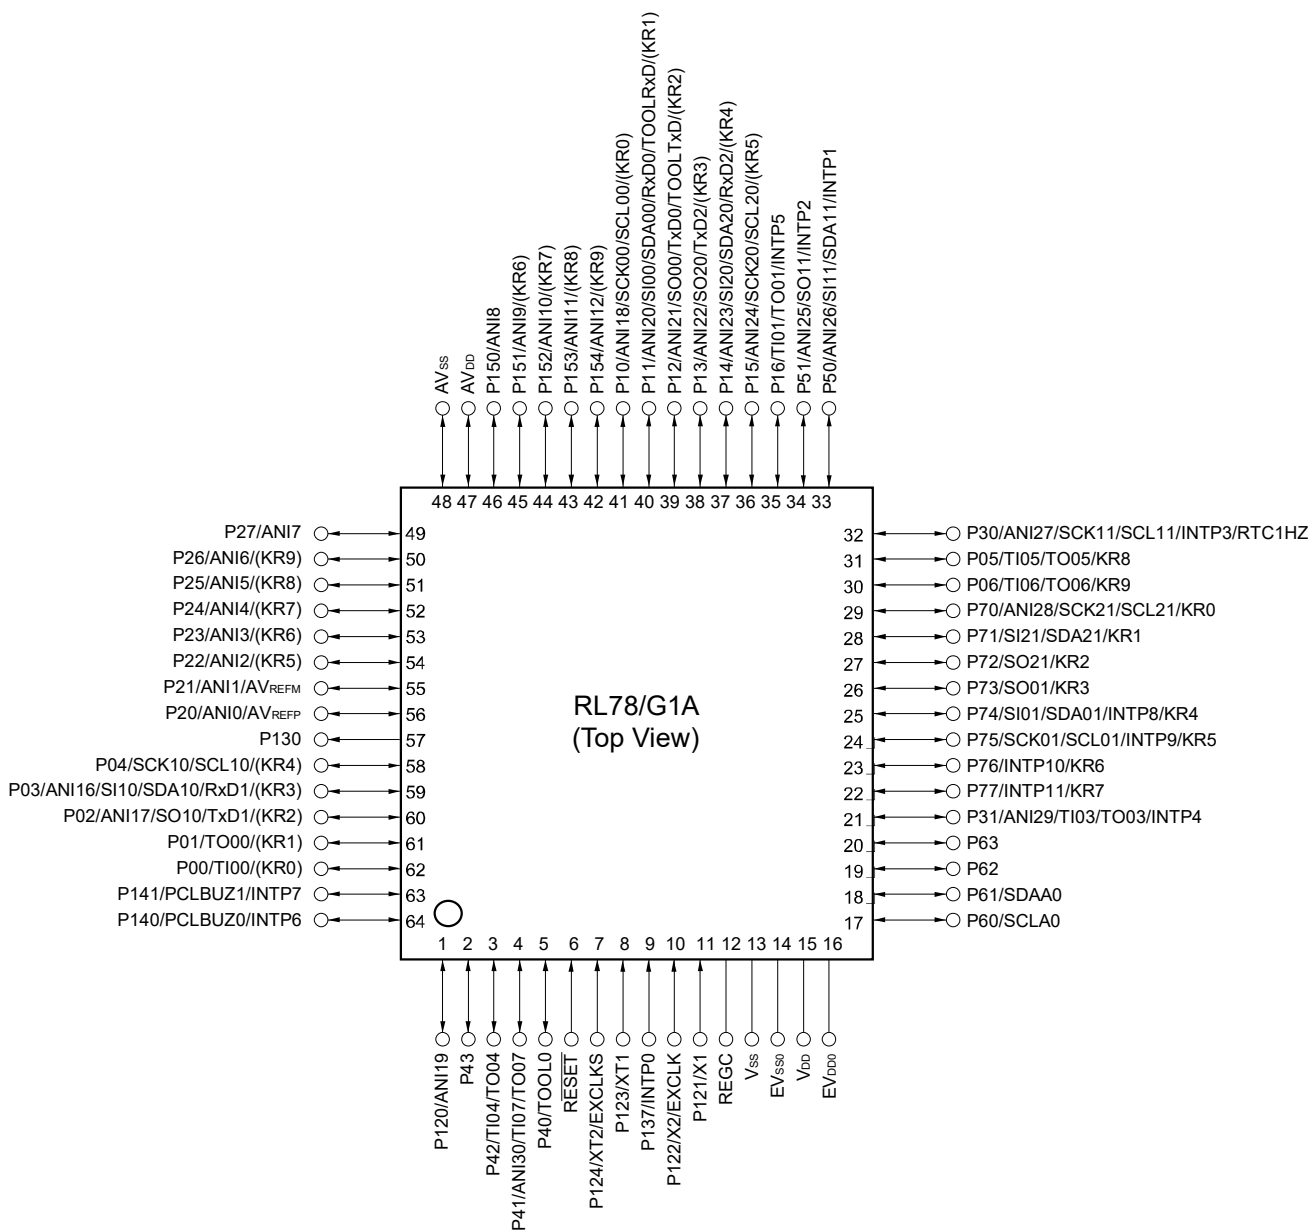 AVSS
AVDD
P150/ANI8
P151/ANI9/(KR6)
P152/ANI10/(KR7)
P153/ANI11/(KR8)
P154/ANI12/(KR9)
P10/ANI18/SCK00/SCL00/(KR0)
P11/ANI20/SI00/SDA00/RxD0/TOOLRxD/(KR1)
P12/ANI21/SO00/TxD0/TOOLTxD/(KR2)
P13/ANI22/SO20/TxD2/(KR3)
P14/ANI23/SI20/SDA20/RxD2/(KR4)
P15/ANI24/SCK20/SCL20/(KR5)
P16/TI01/TO01/INTP5
P51/ANI25/SO11/INTP2
P50/ANI26/SI11/SDA11/INTP1
48 47 46 45 44 43 42 41 40 39 38 37 36 35 34 33
P27/ANI7 49
P26/ANI6/(KR9) 50
P25/ANI5/(KR8) 51
P24/ANI4/(KR7) 52
P23/ANI3/(KR6) 53
P22/ANI2/(KR5) 54
P21/ANI1/AVREFM 55
P20/ANI0/AVREFP 56
P130 57
P04/SCK10/SCL10/(KR4) 58
P03/ANI16/SI10/SDA10/RxD1/(KR3) 59
P02/ANI17/SO10/TxD1/(KR2) 60
P01/TO00/(KR1) 61
P00/TI00/(KR0) 62
P141/PCLBUZ1/INTP7 63
P140/PCLBUZ0/INTP6 64
RL78/G1A
(Top View)
32 P30/ANI27/SCK11/SCL11/INTP3/RTC1HZ
31 P05/TI05/TO05/KR8
30 P06/TI06/TO06/KR9
29 P70/ANI28/SCK21/SCL21/KR0
28 P71/SI21/SDA21/KR1
27 P72/SO21/KR2
26 P73/SO01/KR3
25 P74/SI01/SDA01/INTP8/KR4
24 P75/SCK01/SCL01/INTP9/KR5
23 P76/INTP10/KR6
22 P77/INTP11/KR7
21 P31/ANI29/TI03/TO03/INTP4
20 P63
19 P62
18 P61/SDAA0
17 P60/SCLA0
1 2 3 4 5 6 7 8 9 10 11 12 13 14 15 16
P120/ANI19
P43
P42/TI04/TO04
P41/ANI30/TI07/TO07
P40/TOOL0
RESET
P124/XT2/EXCLKS
P123/XT1
P137/INTP0
P122/X2/EXCLK
P121/X1
REGC
VSS
EVSS0
VDD
EVDD0